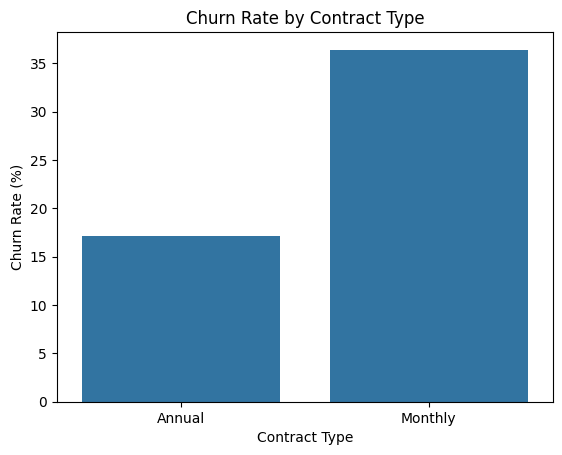 Churn Rate by Contract Type
Churn Rate (%)
35
30
25
20
15
10
5
0
Annual
Monthly
Contract Type